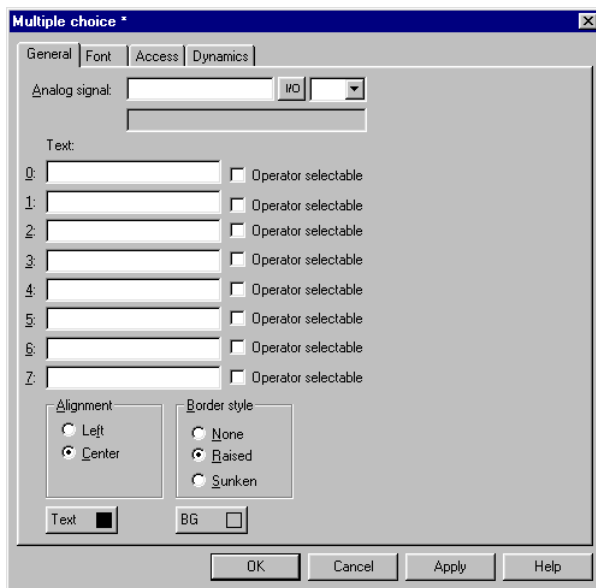 Multiple choice *
General Font Access Dynamics
Analog signal: I/O
Text:
0: Operator selectable
1: Operator selectable
2: Operator selectable
3: Operator selectable
4: Operator selectable
5: Operator selectable
6: Operator selectable
7: Operator selectable
Alignment Border style
Left None
Center Raised
Sunken
Text BG
OK Cancel Apply Help